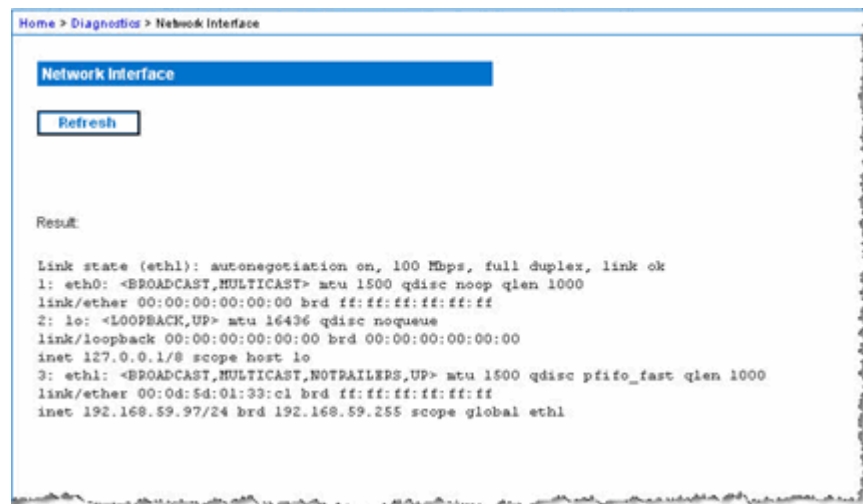 Home > Diagnostics > Network Interface
Network Interface
Refresh
Result:
Link state (eth1): autonegotiation on, 100 Mbps, full duplex, link ok
1: eth0: <BROADCAST,MULTICAST> mtu 1500 qdisc noop qlen 1000
link/ether 00:00:00:00:00:00 brd ff:ff:ff:ff:ff:ff
2: lo: <LOOPBACK,UP> mtu 16436 qdisc noqueue
link/loopback 00:00:00:00:00:00 brd 00:00:00:00:00:00
inet 127.0.0.1/8 scope host lo
3: eth1: <BROADCAST,MULTICAST,NOTRAILERS,UP> mtu 1500 qdisc pfifo_fast qlen 1000
link/ether 00:0d:5d:01:33:c1 brd ff:ff:ff:ff:ff:ff
inet 192.168.59.97/24 brd 192.168.59.255 scope global eth1